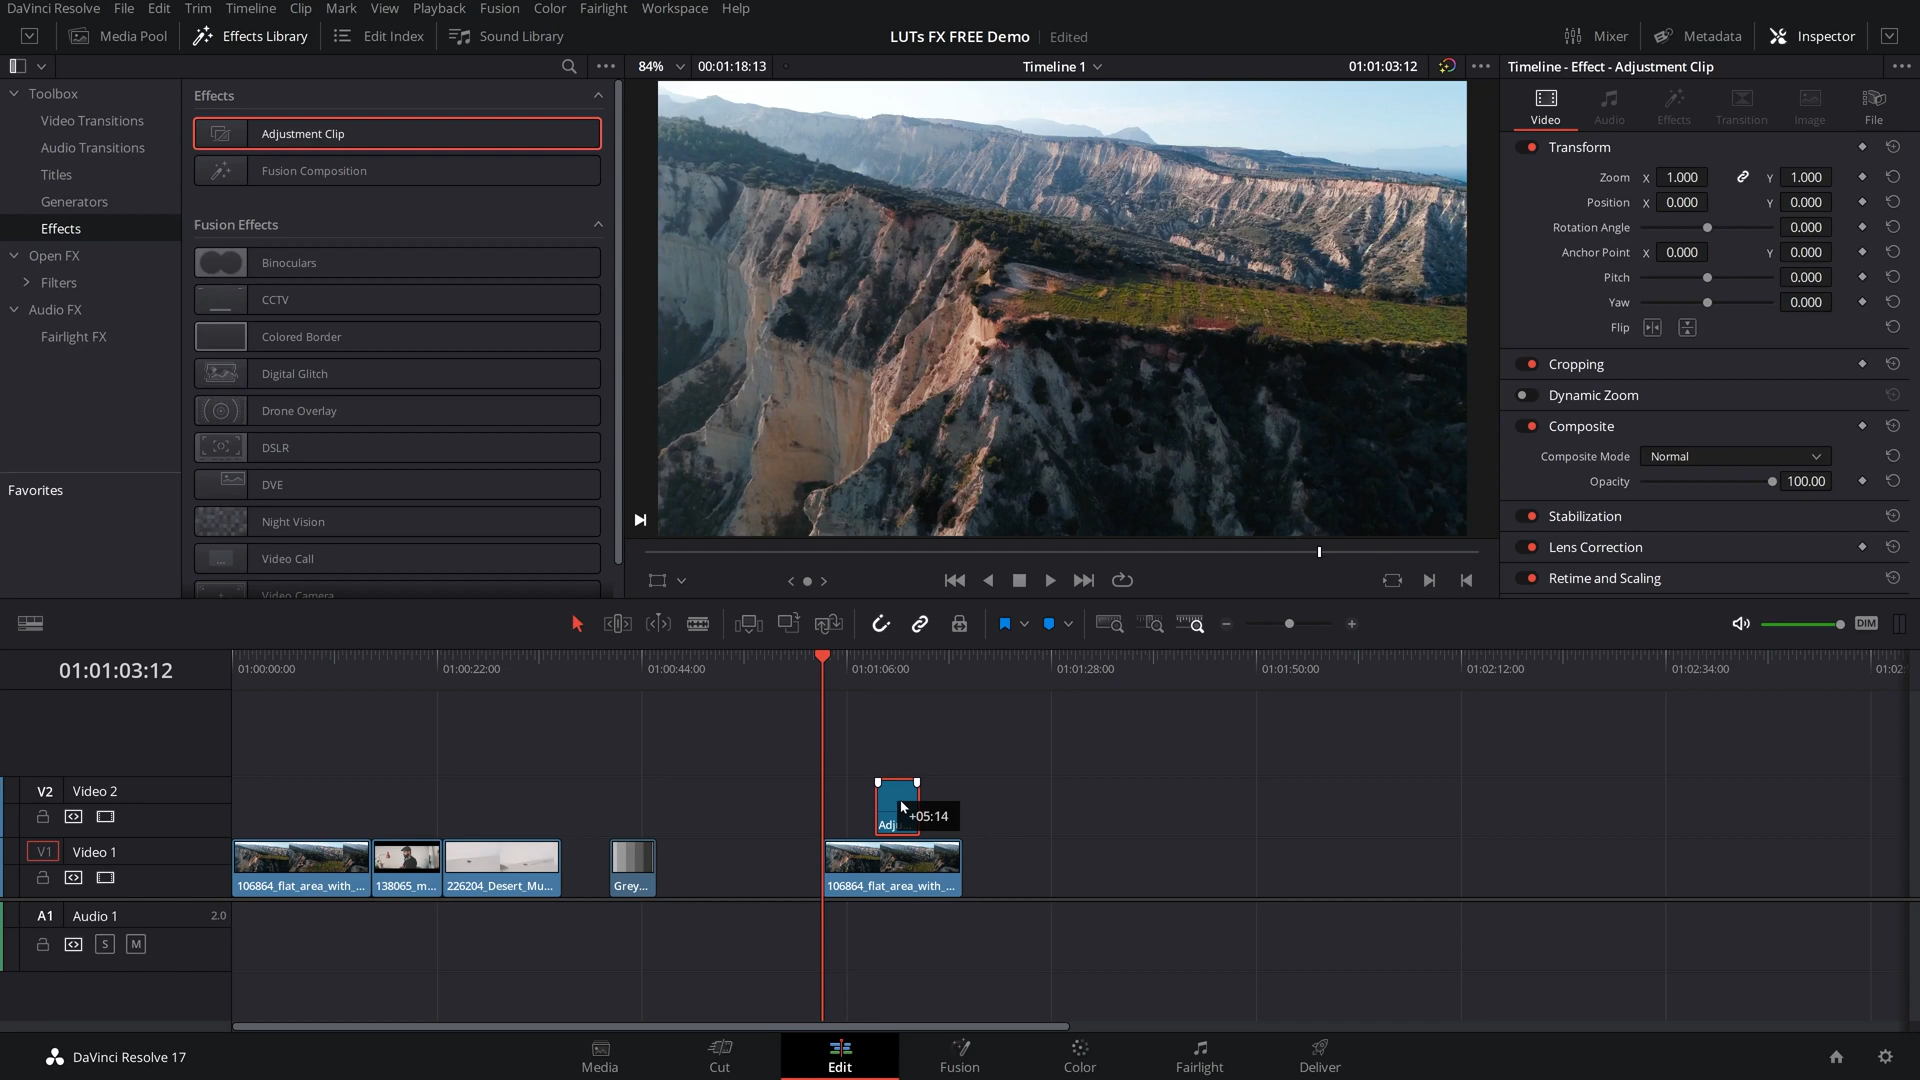 DaVinci Resolve File Edit Trim Timeline Clip Mark View Playback Fusion Color Fairlight Workspace Help
Media Pool Effects Library Edit Index Sound Library LUTs FX FREE Demo Edited Mixer Metadata Inspector
84% 00:01:18:13 Timeline 1 01:01:03:12 Timeline - Effect - Adjustment Clip
Toolbox
Video Transitions
Audio Transitions
Titles
Generators
Effects
Open FX
Filters
Audio FX
Fairlight FX
Favorites
Effects
Adjustment Clip
Fusion Composition
Fusion Effects
Binoculars
CCTV
Colored Border
Digital Glitch
Drone Overlay
DSLR
DVE
Night Vision
Video Call
Video Camera
Video Audio Effects Transition Image File
Transform
Zoom X 1.000 Y 1.000
Position X 0.000 Y 0.000
Rotation Angle 0.000
Anchor Point X 0.000 Y 0.000
Pitch 0.000
Yaw 0.000
Flip
Cropping
Dynamic Zoom
Composite
Composite Mode Normal
Opacity 100.00
Stabilization
Lens Correction
Retime and Scaling
DIM
01:01:03:12 01:00:00:00 01:00:22:00 01:00:44:00 01:01:06:00 01:01:28:00 01:01:50:00 01:02:12:00 01:02:34:00 01:02:
V2 Video 2
+05:14
Adj
V1 Video 1
106864_flat_area_with_... 138065_m... 226204_Desert_Mu... Grey... 106864_flat_area_with_...
A1 Audio 1 2.0
S M
DaVinci Resolve 17 Media Cut Edit Fusion Color Fairlight Deliver